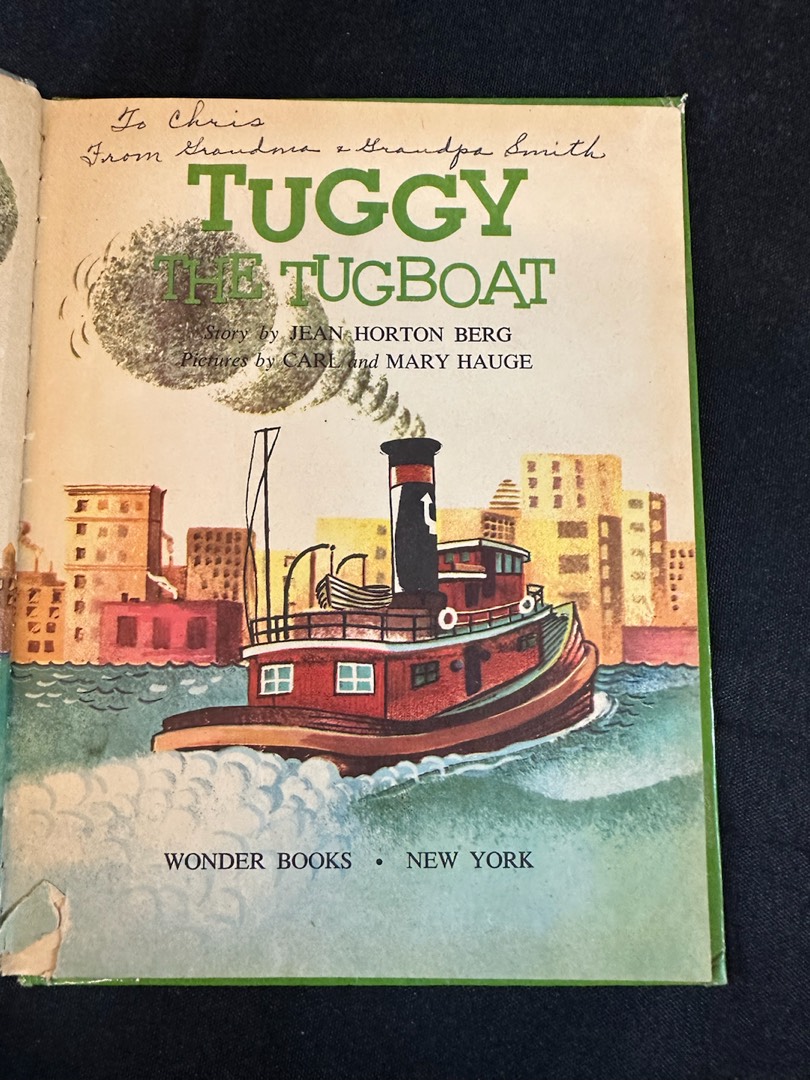 To Chris
From Grandma & Grandpa Smith
TUGGY
THE TUGBOAT
Story by JEAN HORTON BERG
Pictures by CARL and MARY HAUGE
t
WONDER BOOKS • NEW YORK